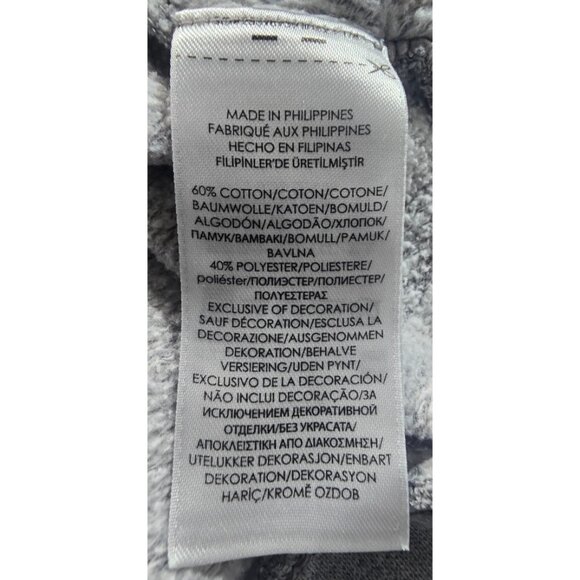 MADE IN PHILIPPINES
FABRIQUÉ AUX PHILIPPINES
HECHO EN FILIPINAS
FİLİPİNLER'DE ÜRETİLMİŞTİR
60% COTTON/COTON/COTONE/
BAUMWOLLE/KATOEN/BOMULD/
ALGODÓN/ALGODÃO/ХЛОПОК/
ПАМУК/ΒΑΜΒΑΚΙ/BOMULL/PAMUK/
BAVLNA
40% POLYESTER/POLIESTERE/
poliéster/ПОЛИЭСТЕР/ПОЛИЕСТЕР/
ΠΟΛΥΕΣΤΕΡΑΣ
EXCLUSIVE OF DECORATION/
SAUF DÉCORATION/ESCLUSA LA
DECORAZIONE/AUSGENOMMEN
DEKORATION/BEHALVE
VERSIERING/UDEN PYNT/
EXCLUSIVO DE LA DECORACIÓN/
NÃO INCLUI DECORAÇÃO/ЗА
ИСКЛЮЧЕНИЕМ ДЕКОРАТИВНОЙ
ОТДЕЛКИ/БЕЗ УКРАСАТА/
ΑΠΟΚΛΕΙΣΤΙΚΗ ΑΠΟ ΔΙΑΚΟΣΜΗΣΗ/
UTELUKKER DEKORASJON/ENBART
DEKORATION/DEKORASYON
HARİÇ/KROMĚ OZDOB